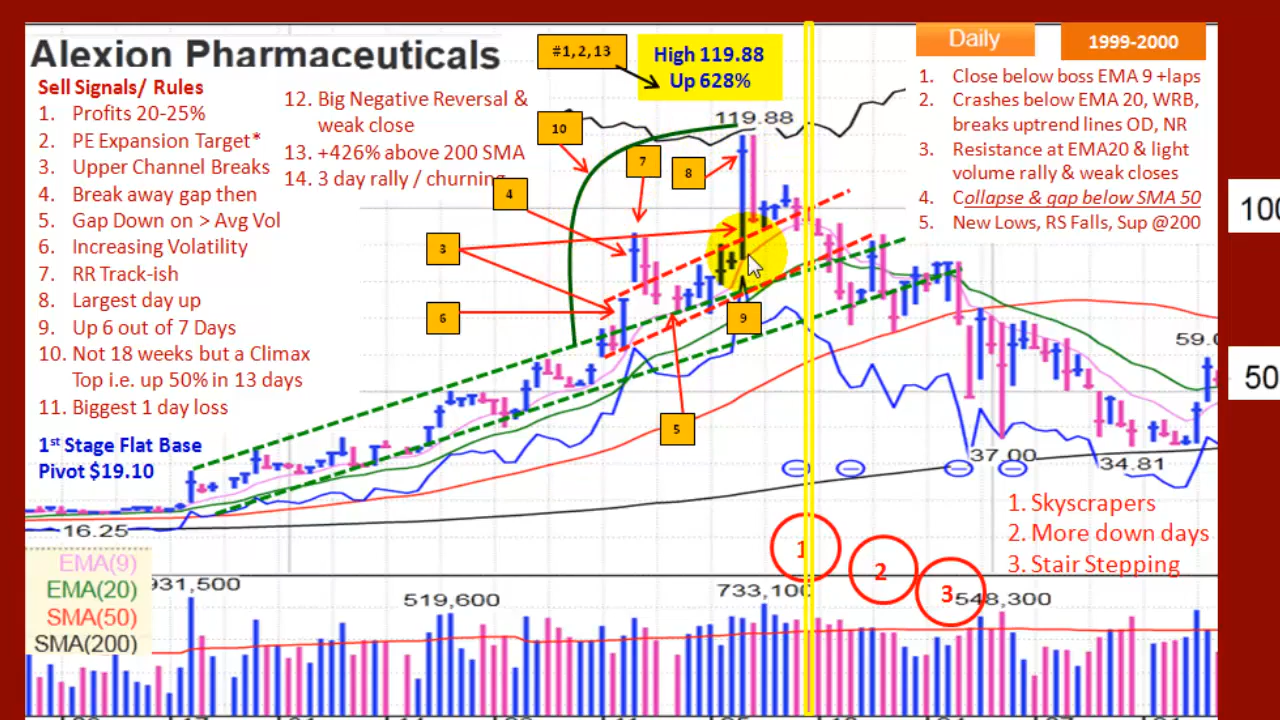 Alexion Pharmaceuticals
#1,2,13
High 119.88
Up 628%
Daily
1999-2000
Sell Signals/ Rules
1. Profits 20-25%
2. PE Expansion Target*
3. Upper Channel Breaks
4. Break away gap then
5. Gap Down on > Avg Vol
6. Increasing Volatility
7. RR Track-ish
8. Largest day up
9. Up 6 out of 7 Days
10. Not 18 weeks but a Climax
Top i.e. up 50% in 13 days
11. Biggest 1 day loss
12. Big Negative Reversal &
weak close
13. +426% above 200 SMA
14. 3 day rally / churning
1st Stage Flat Base
Pivot $19.10
1. Close below boss EMA 9 +laps
2. Crashes below EMA 20, WRB,
breaks uptrend lines OD, NR
3. Resistance at EMA20 & light
volume rally & weak closes
4. Collapse & gap below SMA 50
5. New Lows, RS Falls, Sup @200
10
7
8
4
3
6
9
5
119.88
100
50
59.0
37.00
34.81
16.25
1. Skyscrapers
2. More down days
3. Stair Stepping
1
2
3
EMA(9)
EMA(20)
SMA(50)
SMA(200)
931,500
519,600
733,100
548,300